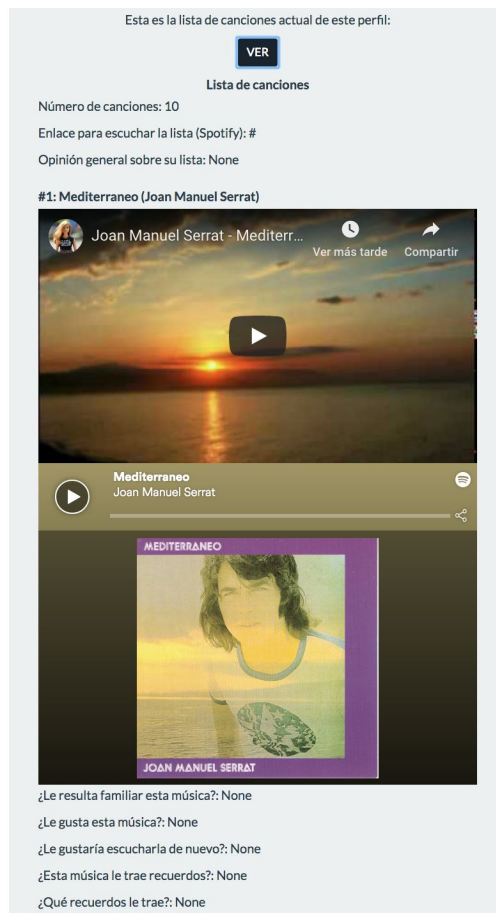 Esta es la lista de canciones actual de este perfil:
VER
Lista de canciones
Número de canciones: 10
Enlace para escuchar la lista (Spotify): #
Opinión general sobre su lista: None
#1: Mediterraneo (Joan Manuel Serrat)
Joan Manuel Serrat - Mediterr...
Ver más tarde
Compartir
Mediterraneo
Joan Manuel Serrat
MEDITERRANEO
JOAN MANUEL SERRAT
¿Le resulta familiar esta música?: None
¿Le gusta esta música?: None
¿Le gustaría escucharla de nuevo?: None
¿Esta música le trae recuerdos?: None
¿Qué recuerdos le trae?: None